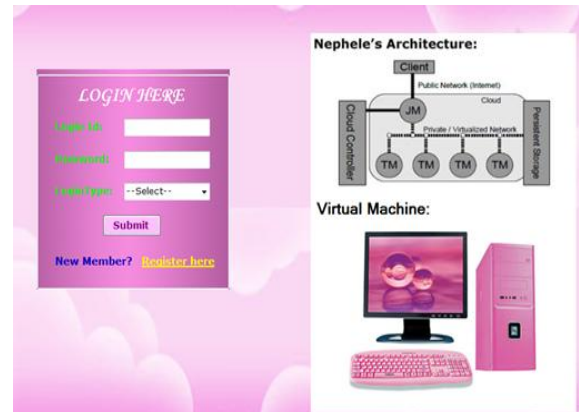 LOGIN HERE
Login Id:
Password:
LoginType:
--Select--
Submit
New Member? Register here
Nephele's Architecture:
Client
Public Network (Internet)
Cloud
JM
Cloud Controller
Private / Virtualized Network
Persistent Storage
TM TM TM TM
Virtual Machine: